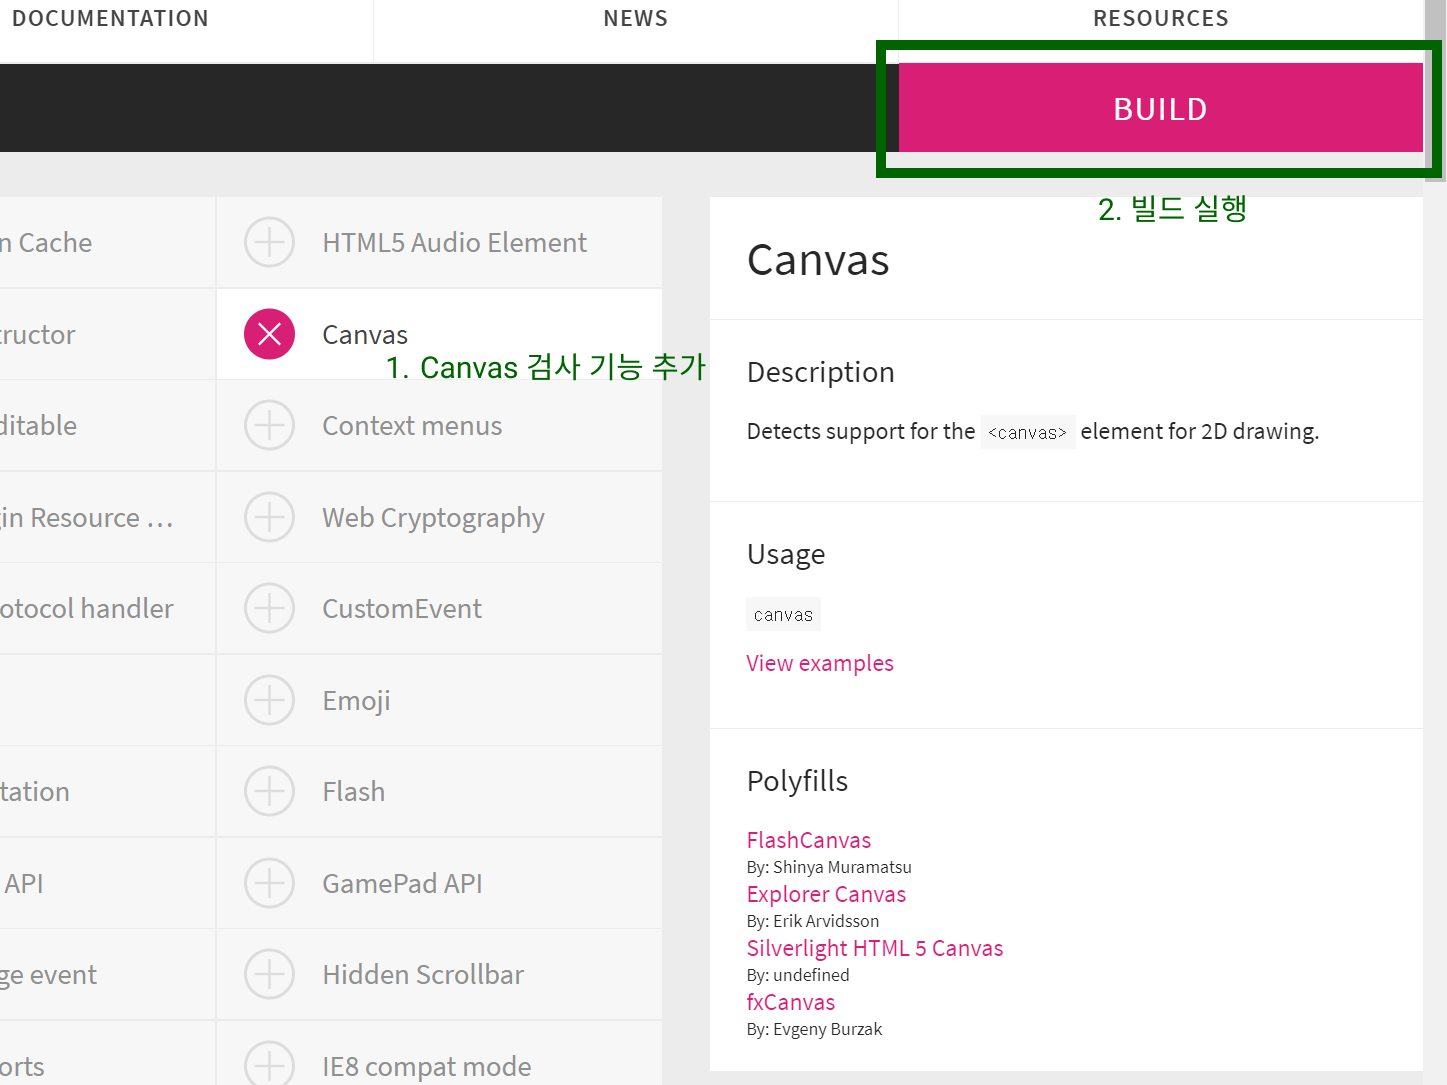 DOCUMENTATION
NEWS
RESOURCES
BUILD
2. 빌드 실행
n Cache
HTML5 Audio Element
ructor
Canvas
1. Canvas 검사 기능 추가
ditable
Context menus
in Resource ...
Web Cryptography
otocol handler
CustomEvent
Emoji
tation
Flash
API
GamePad API
ge event
Hidden Scrollbar
orts
IE8 compat mode
Canvas
Description
Detects support for the <canvas> element for 2D drawing.
Usage
canvas
View examples
Polyfills
FlashCanvas
By: Shinya Muramatsu
Explorer Canvas
By: Erik Arvidsson
Silverlight HTML 5 Canvas
By: undefined
fxCanvas
By: Evgeny Burzak